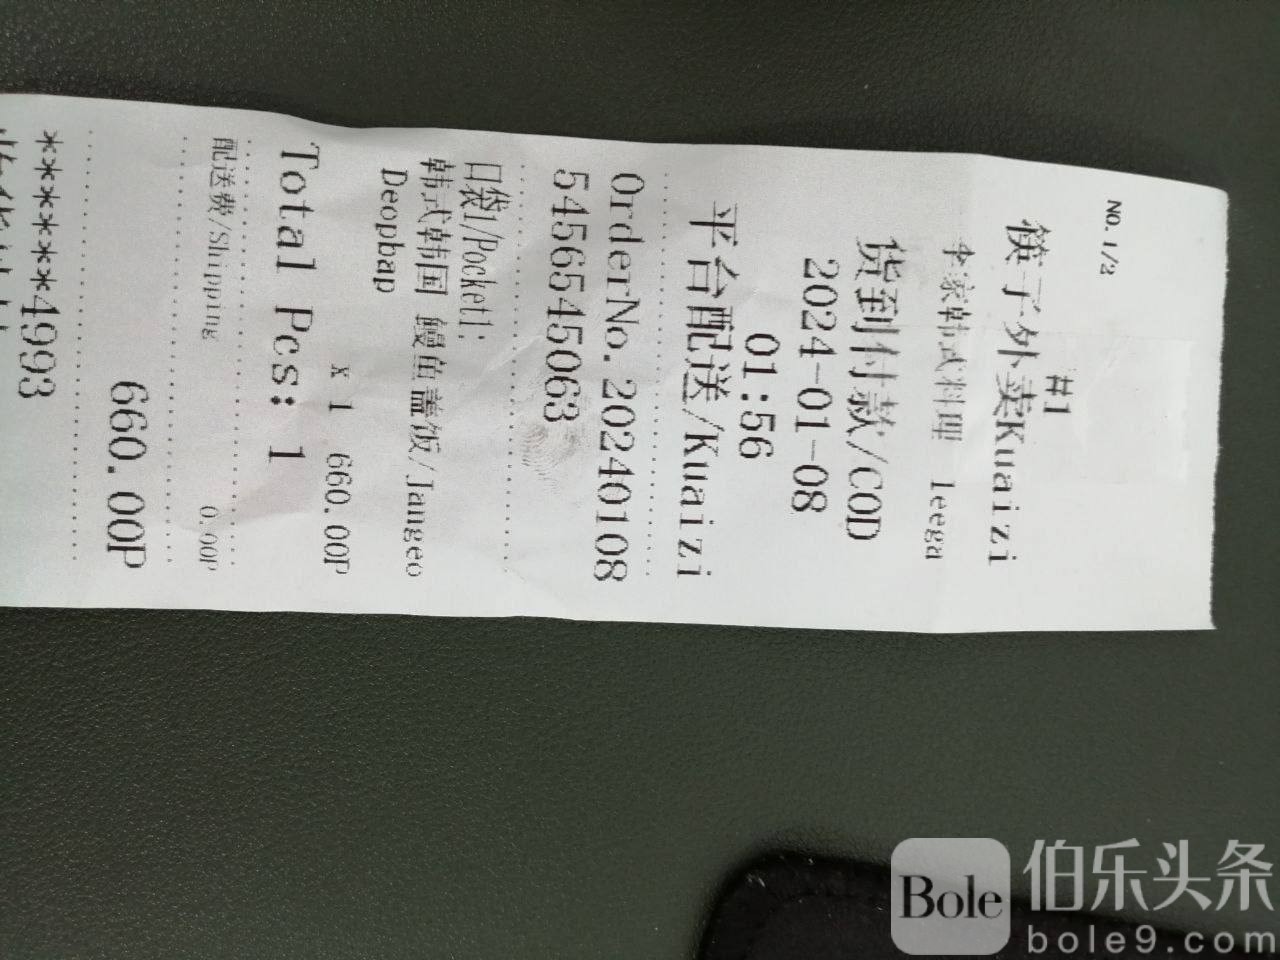 NO.1/2
#1
筷子外卖Kuaizi
李家韩式料理 leega
货到付款/COD
2024-01-08
01:56
平台配送/Kuaizi
OrderNo.20240108
5456545063
口袋1/Pocket1:
韩式韩国 鳗鱼盖饭/Jangeo
Deopbap
x 1 660.00P
Total Pcs: 1
配送费/Shipping 0.00P
660.00P
*******4993
Bole 伯乐头条
bole9.com